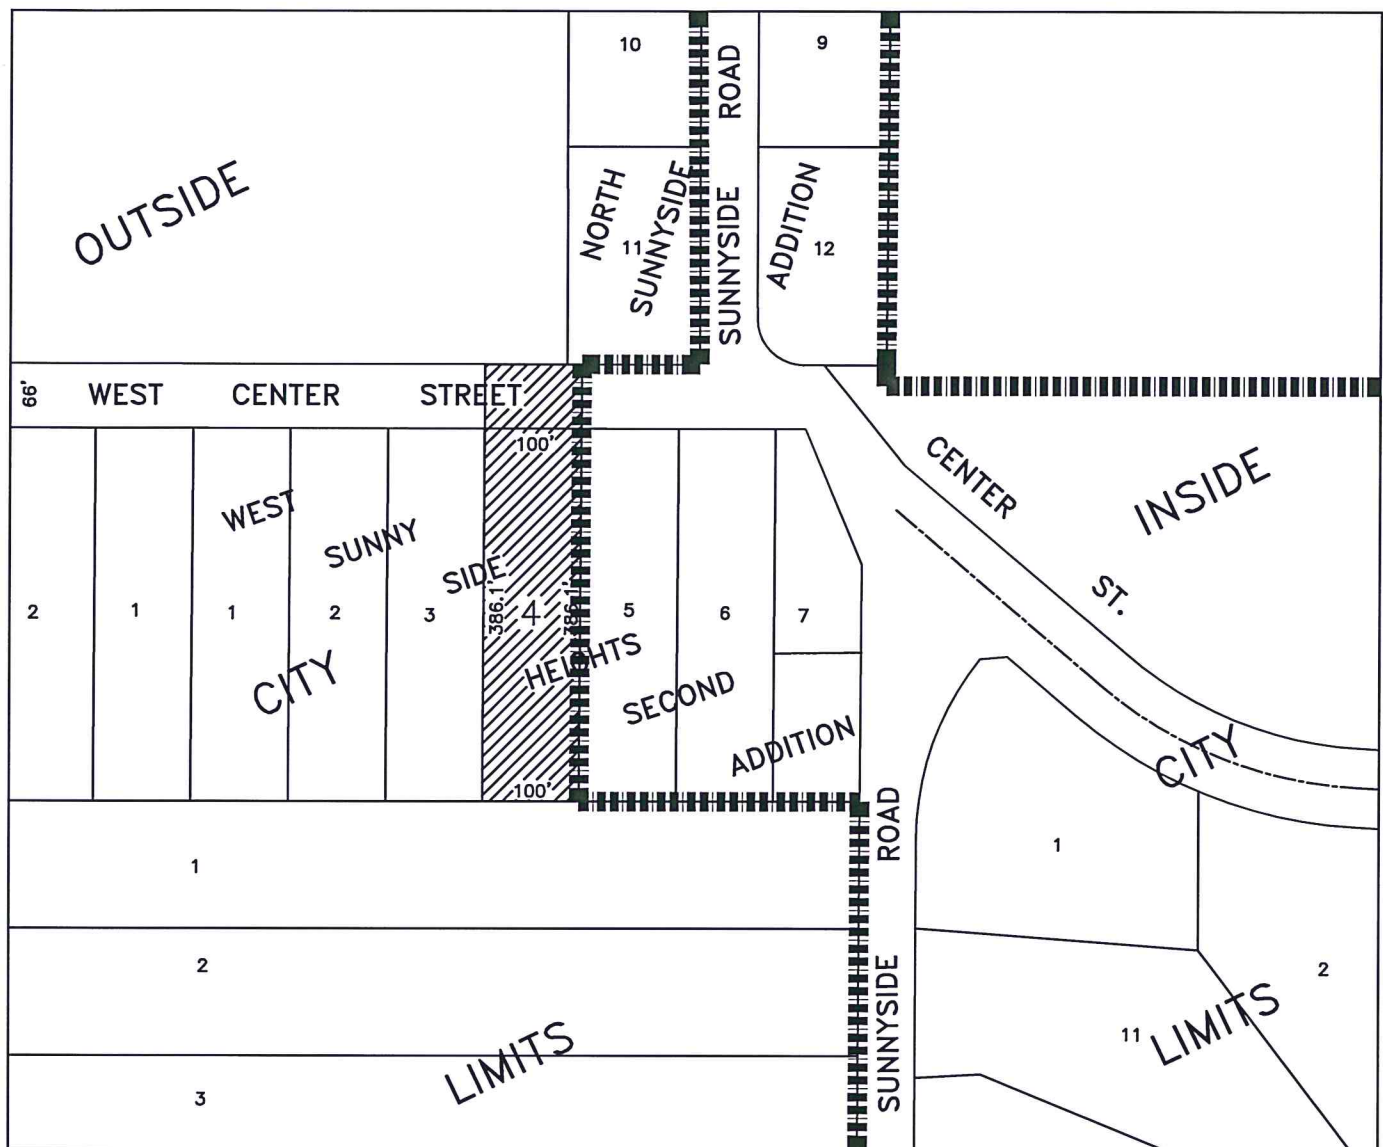 10
ROAD
9
OUTSIDE
NORTH
SUNNYSIDE
11
SUNNYSIDE
ADDITION
12
66'
WEST CENTER STREET
100'
CENTER
ST.
INSIDE
WEST
SUNNY
SIDE
HEIGHTS
SECOND
ADDITION
2
1
1
2
3
386.1'
4
386.1'
5
6
7
CITY
CITY
100'
ROAD
1
1
2
2
SUNNYSIDE
11
LIMITS
LIMITS
3